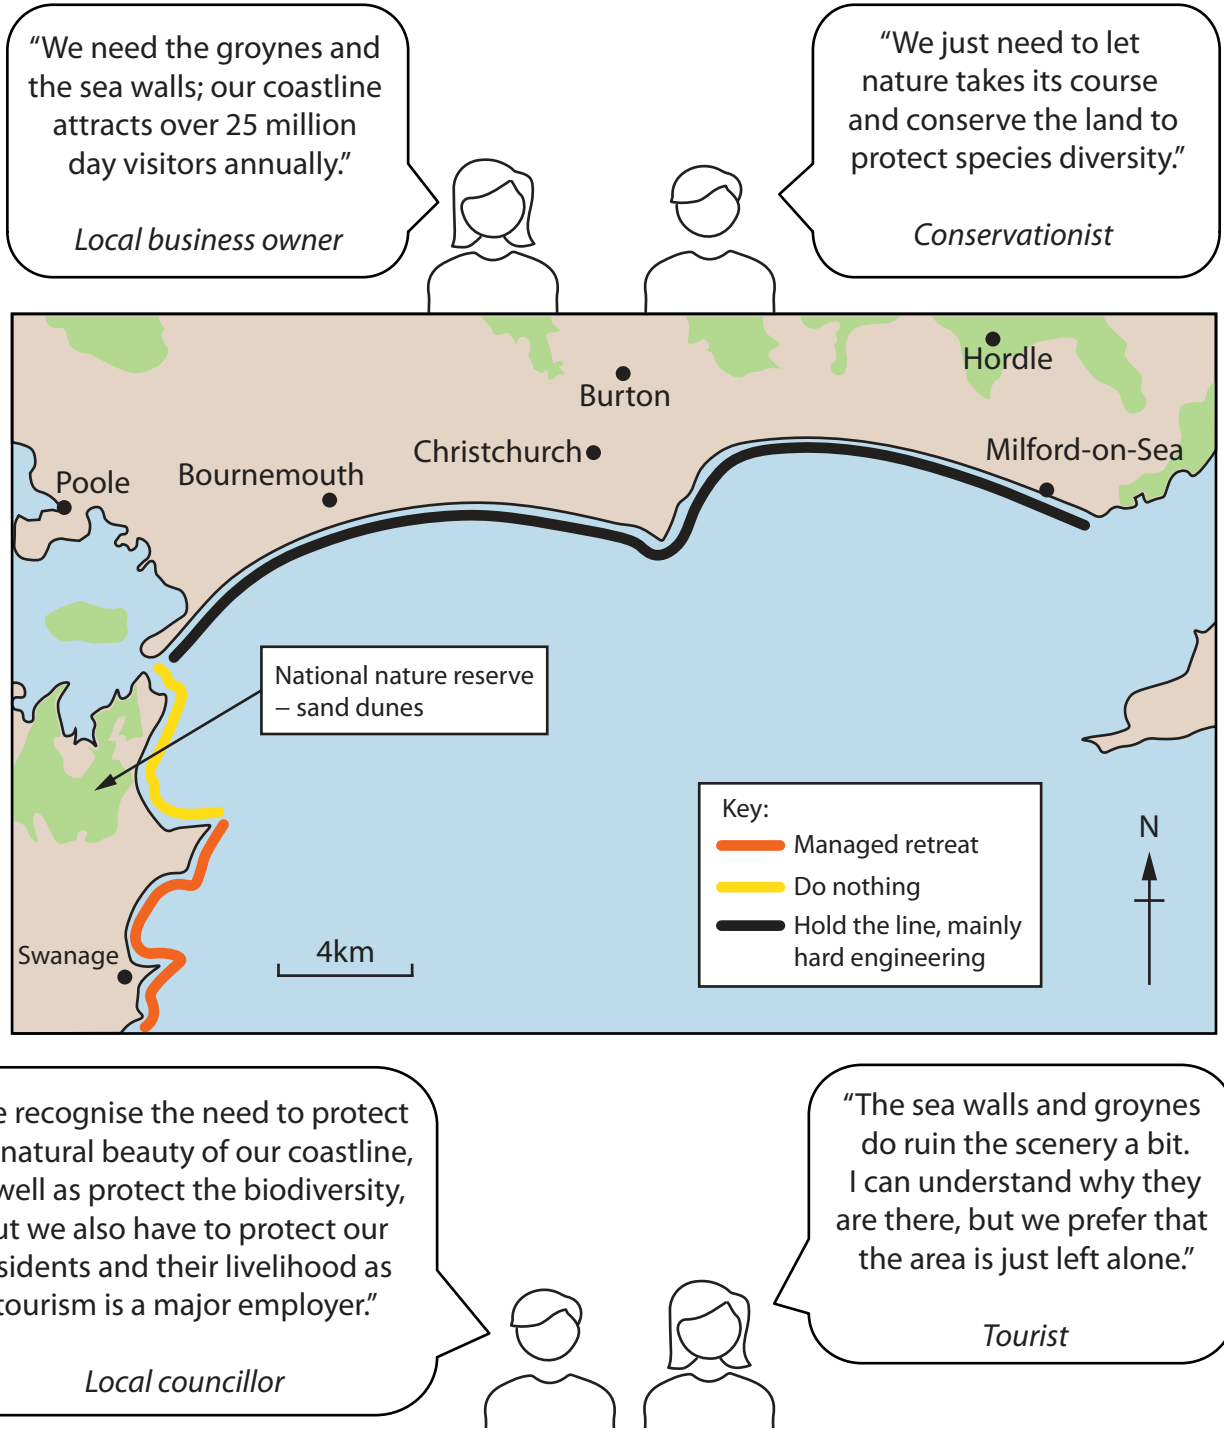 “We need the groynes and
the sea walls; our coastline
attracts over 25 million
day visitors annually.”
Local business owner
“We just need to let
nature takes its course
and conserve the land to
protect species diversity.”
Conservationist
Hordle
Burton
Christchurch
Milford-on-Sea
Bournemouth
Poole
National nature reserve
– sand dunes
Key:
Managed retreat
Do nothing
Hold the line, mainly
hard engineering
N
Swanage
4km
recognise the need to protect
natural beauty of our coastline,
well as protect the biodiversity,
we also have to protect our
and their livelihood as
tourism is a major employer.”
Local councillor
“The sea walls and groynes
do ruin the scenery a bit.
I can understand why they
are there, but we prefer that
the area is just left alone.”
Tourist